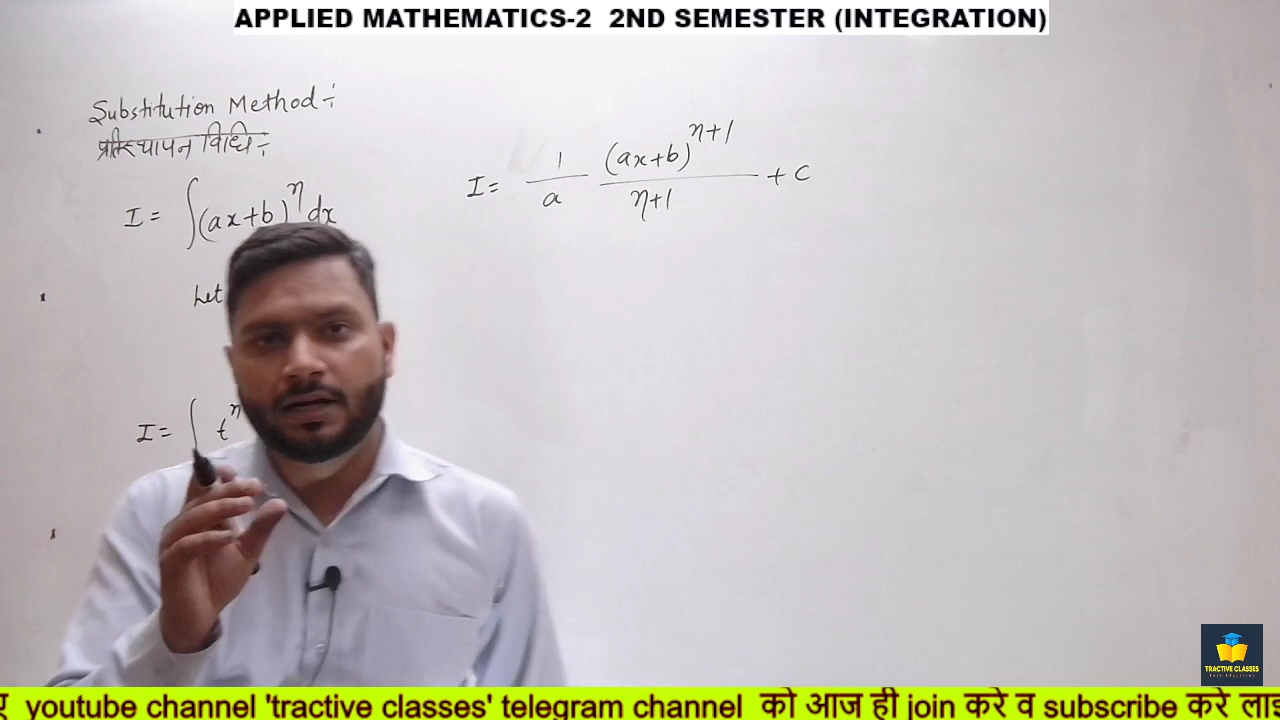 APPLIED MATHEMATICS-2 2ND SEMESTER (INTEGRATION)
Substitution Method :-
प्रतिस्थापन विधि :-
I = ∫(ax+b)^n dx
Let
I = ∫ t^n
I = 1/a (ax+b)^(n+1)/(n+1) + c
TRACTIVE CLASSES
youtube channel 'tractive classes' telegram channel को आज ही join करे व subscribe करे